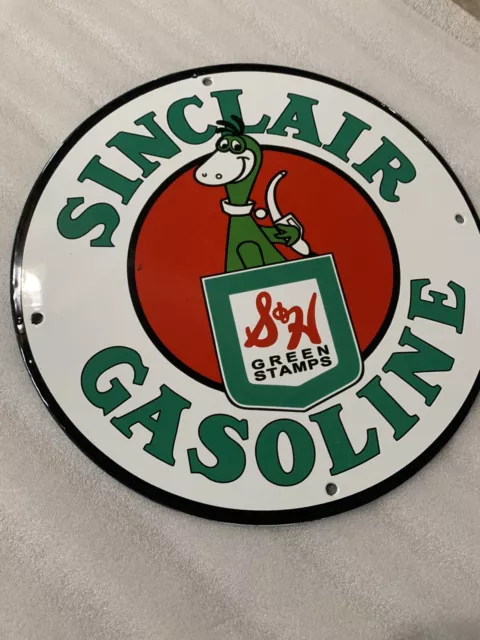 SINCLAIR
S&H
GREEN
STAMPS
GASOLINE